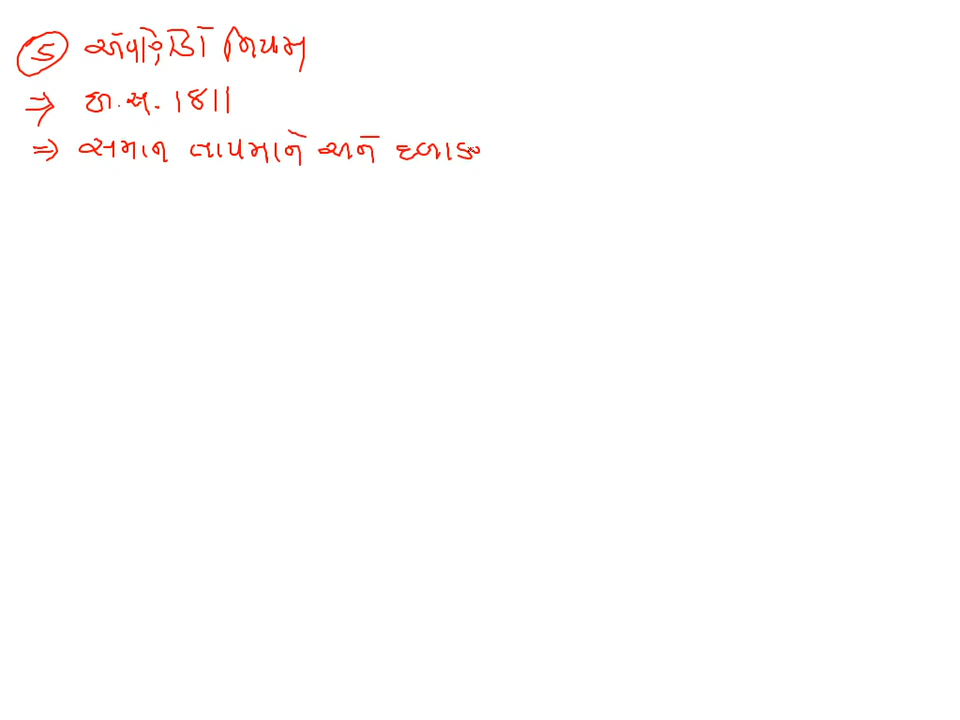 ⑤ એવોગેડ્રો નિયમ
⇒ ઇ.સ. 1811
⇒ સમાન તાપમાને અને દબાણ